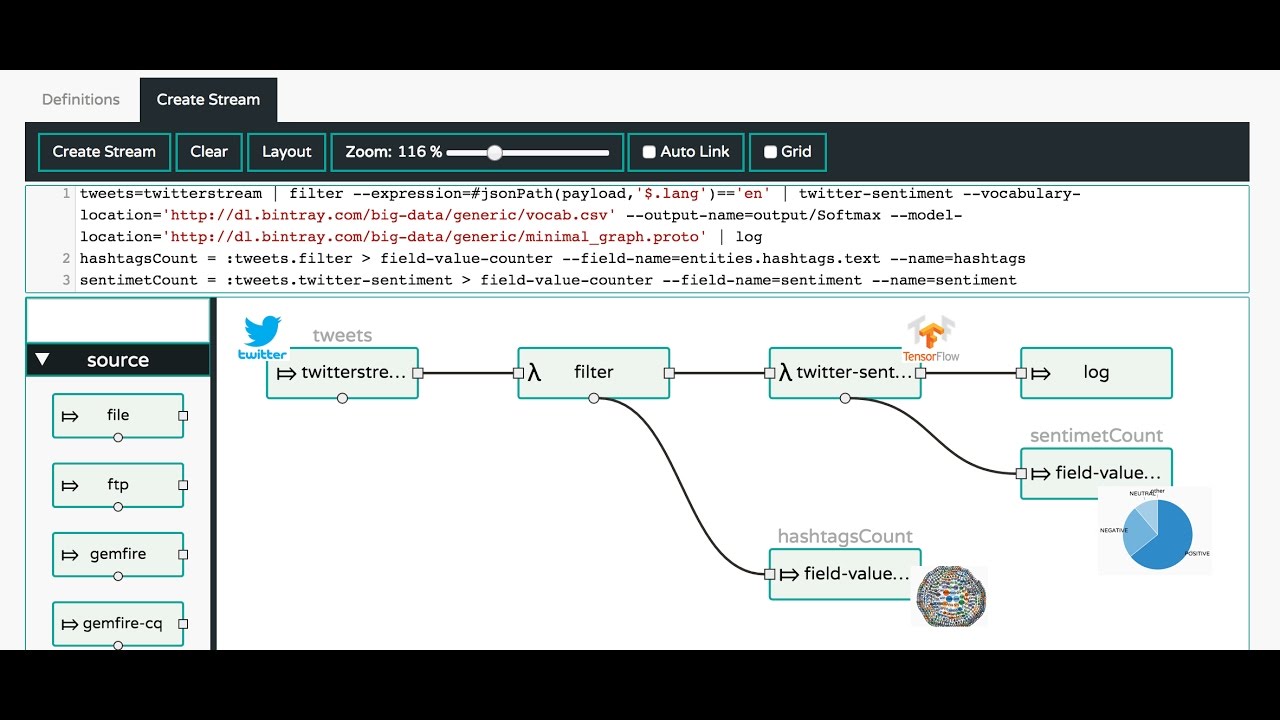 Definitions
Create Stream
Create Stream
Clear
Layout
Zoom: 116 %
Auto Link
Grid
1 tweets=twitterstream | filter --expression=#jsonPath(payload,'$.lang')=='en' | twitter-sentiment --vocabulary-
location='http://dl.bintray.com/big-data/generic/vocab.csv' --output-name=output/Softmax --model-
location='http://dl.bintray.com/big-data/generic/minimal_graph.proto' | log
2 hashtagsCount = :tweets.filter > field-value-counter --field-name=entities.hashtags.text --name=hashtags
3 sentimetCount = :tweets.twitter-sentiment > field-value-counter --field-name=sentiment --name=sentiment
source
file
ftp
gemfire
gemfire-cq
twitter
tweets
twitterstre...
λ filter
TensorFlow
λ twitter-sent...
log
sentimetCount
field-value...
NEUTRAL
other
NEGATIVE
POSITIVE
hashtagsCount
field-value...